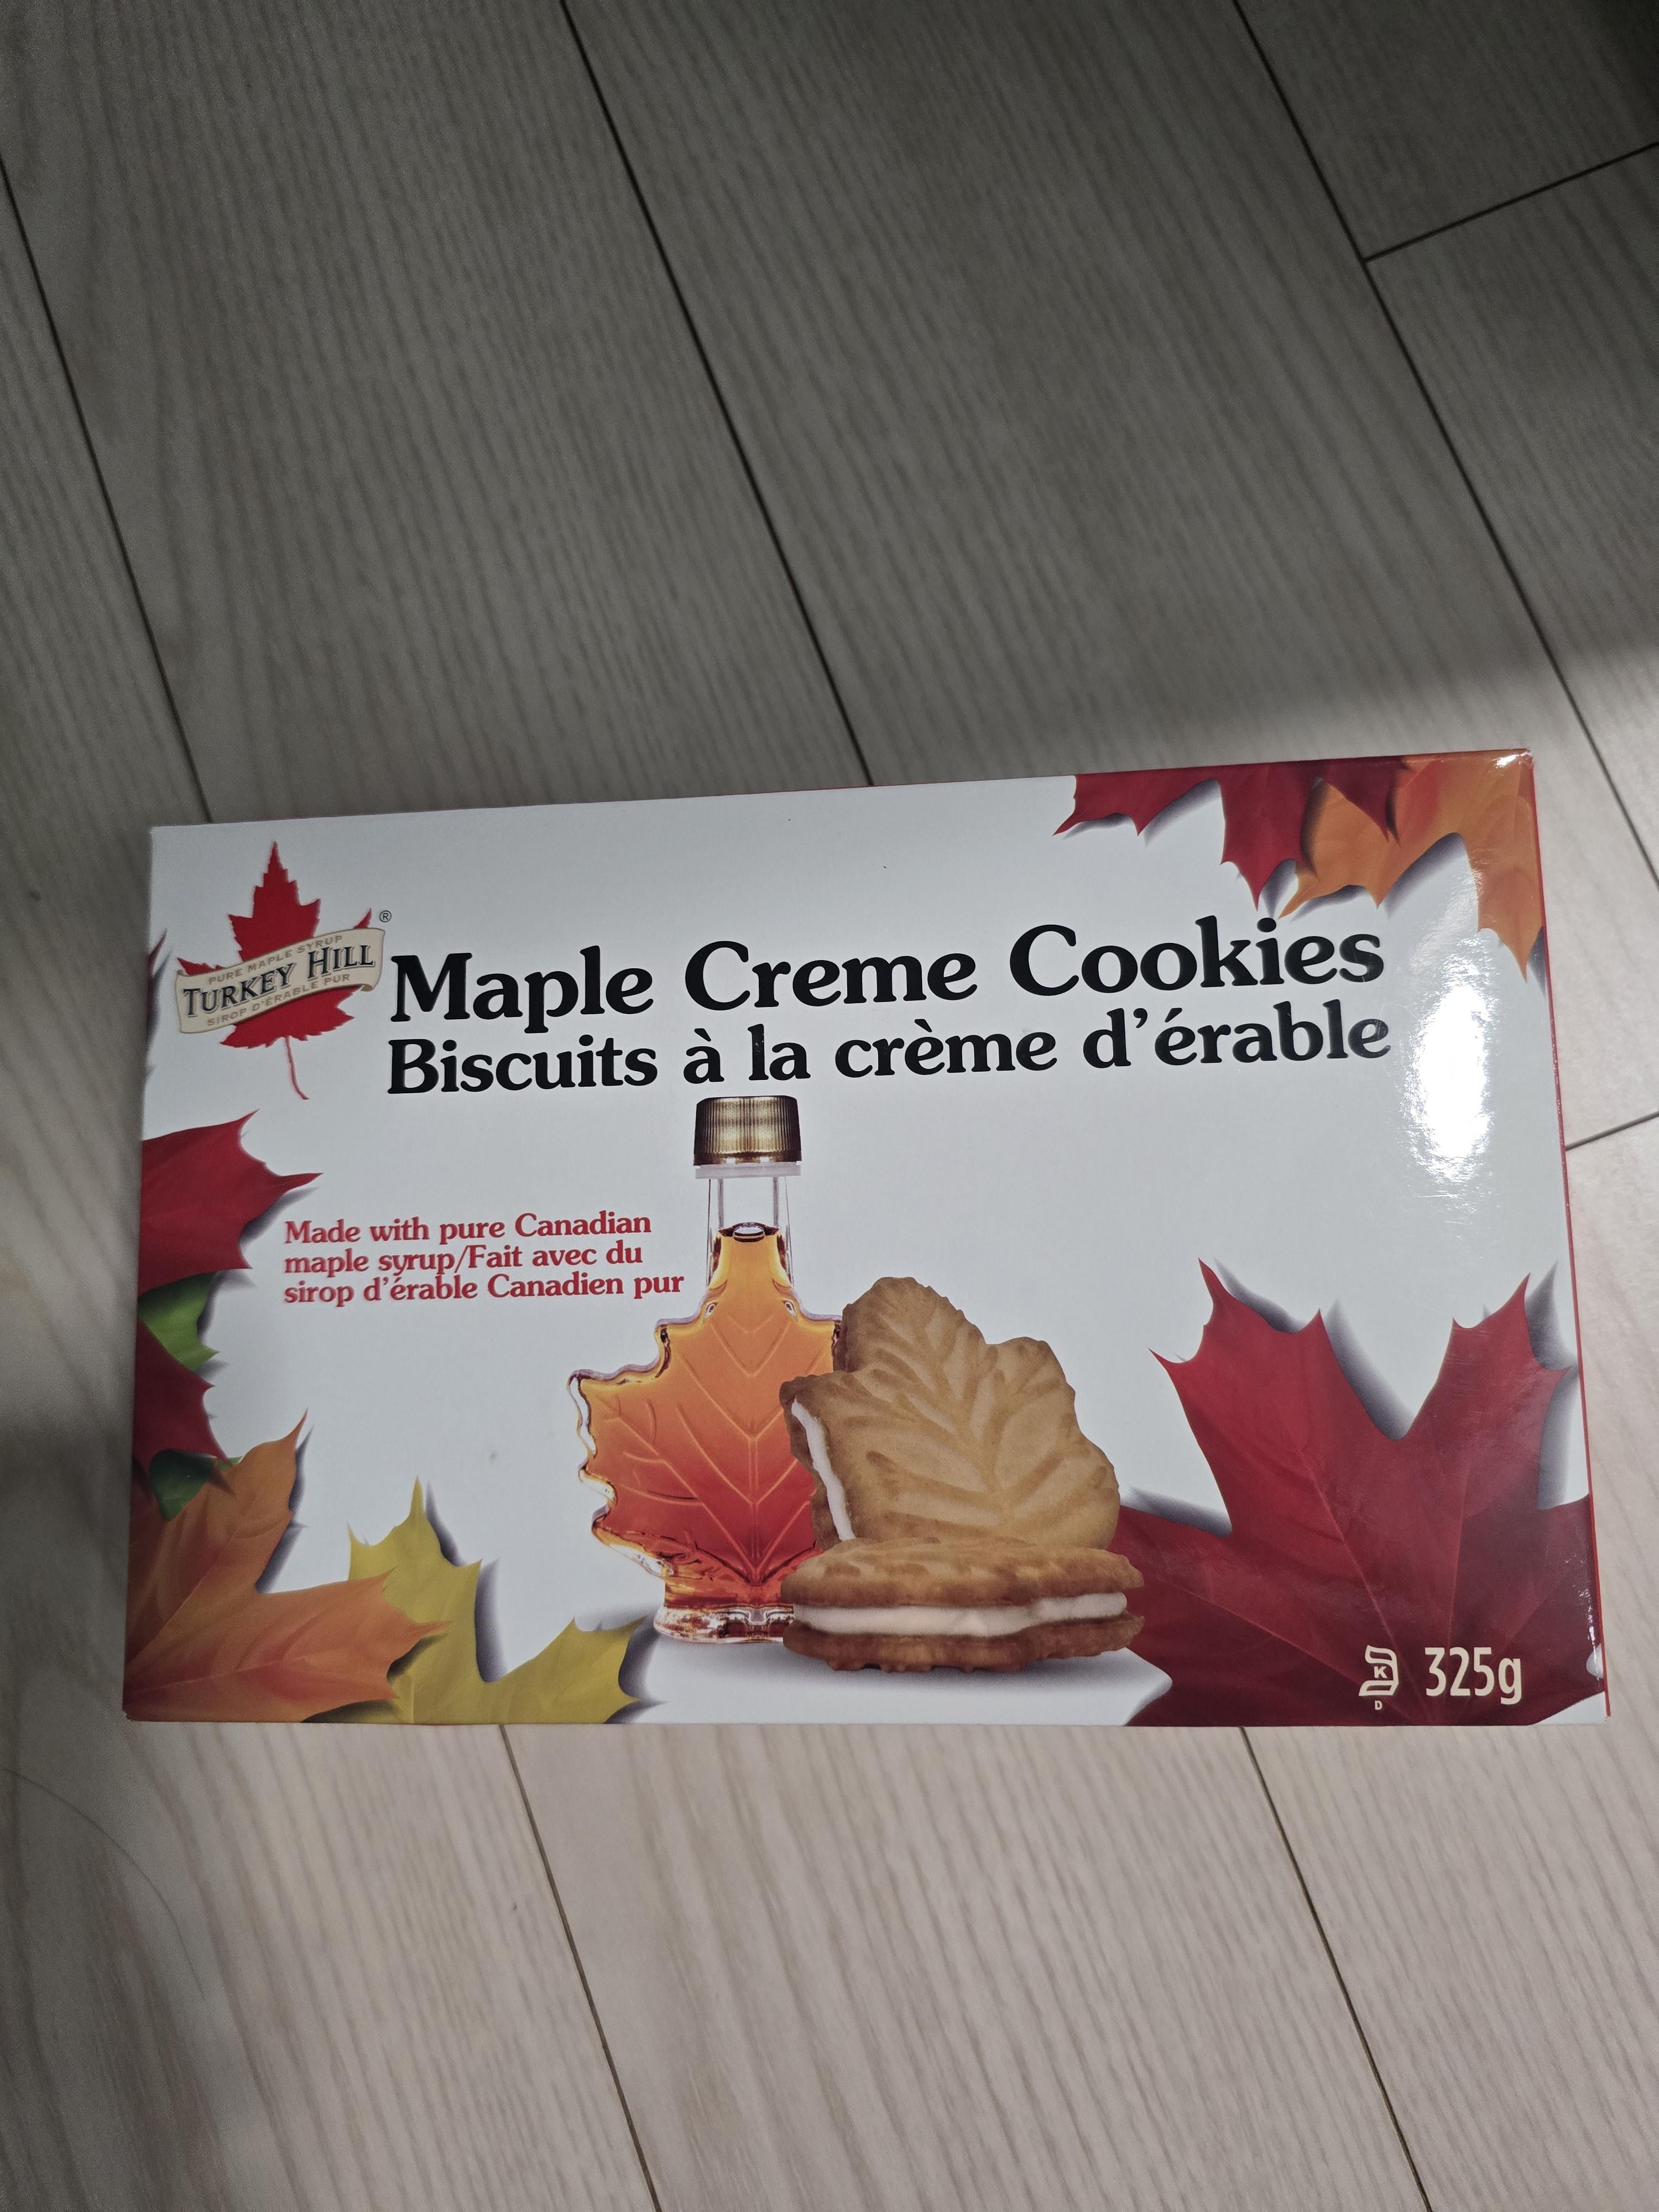 PURE MAPLE SYRUP
TURKEY HILL
SIROP D'ÉRABLE PUR
®
Maple Creme Cookies
Biscuits à la crème d'érable
Made with pure Canadian
maple syrup/Fait avec du
sirop d'érable Canadien pur
K
D
325g